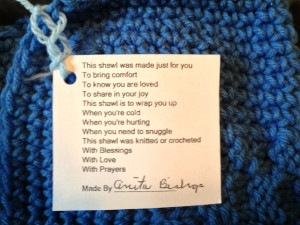 This shawl was made just for you
To bring comfort
To know you are loved
To share in your joy
This shawl is to wrap you up
When you're cold
When you're hurting
When you need to snuggle
This shawl was knitted or crocheted
With Blessings
With Love
With Prayers
Made By Anita Bishop